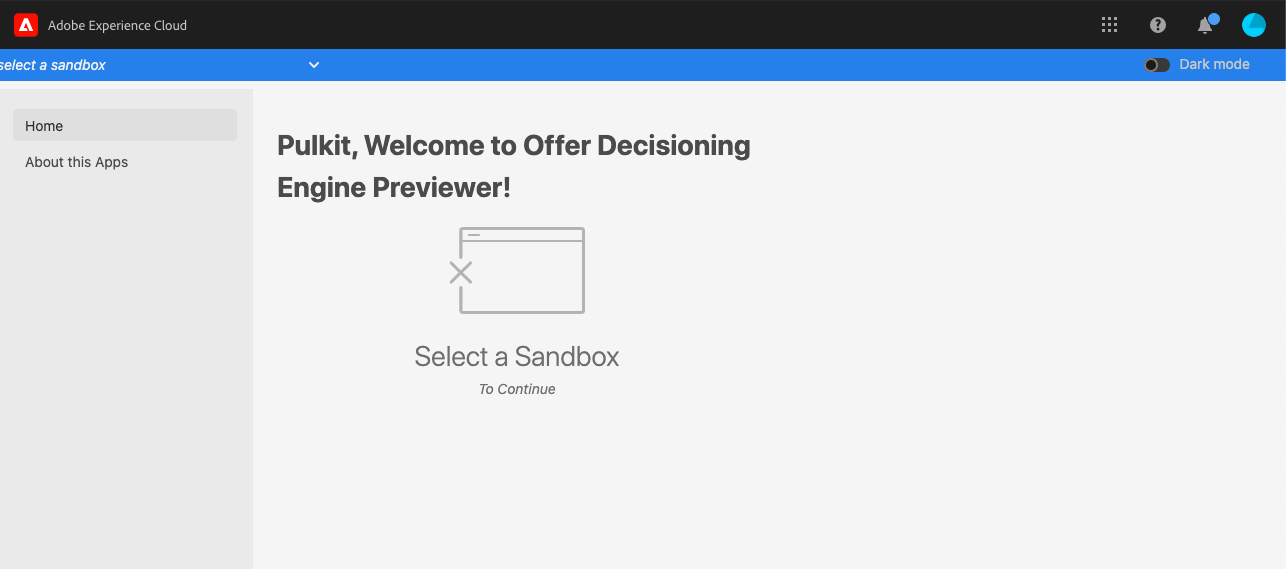 Adobe Experience Cloud
select a sandbox
Dark mode
Home
About this Apps
Pulkit, Welcome to Offer Decisioning
Engine Previewer!
Select a Sandbox
To Continue